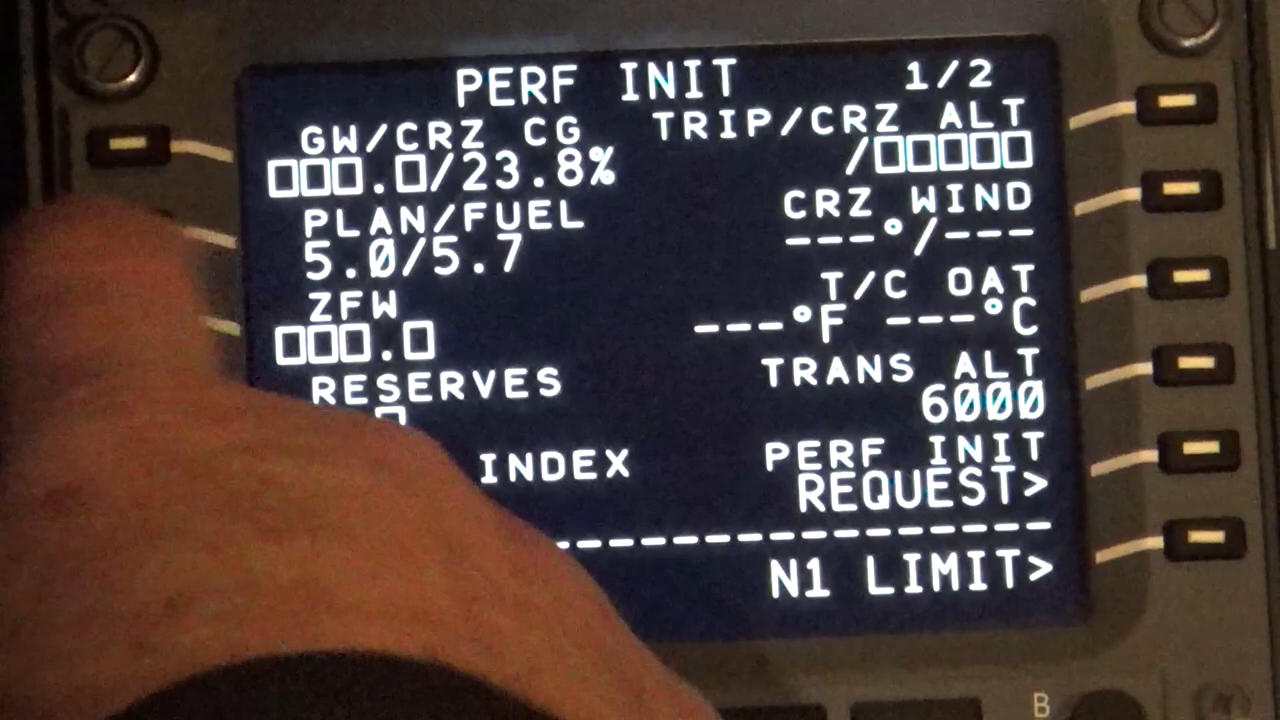 PERF INIT 1/2
GW/CRZ CG TRIP/CRZ ALT
□□□.□/23.8% /□□□□□
PLAN/FUEL CRZ WIND
5.0/5.7 ---°/---
ZFW T/C OAT
□□□.□ ---°F ---°C
RESERVES TRANS ALT
6000
INDEX PERF INIT
REQUEST>
N1 LIMIT>
B